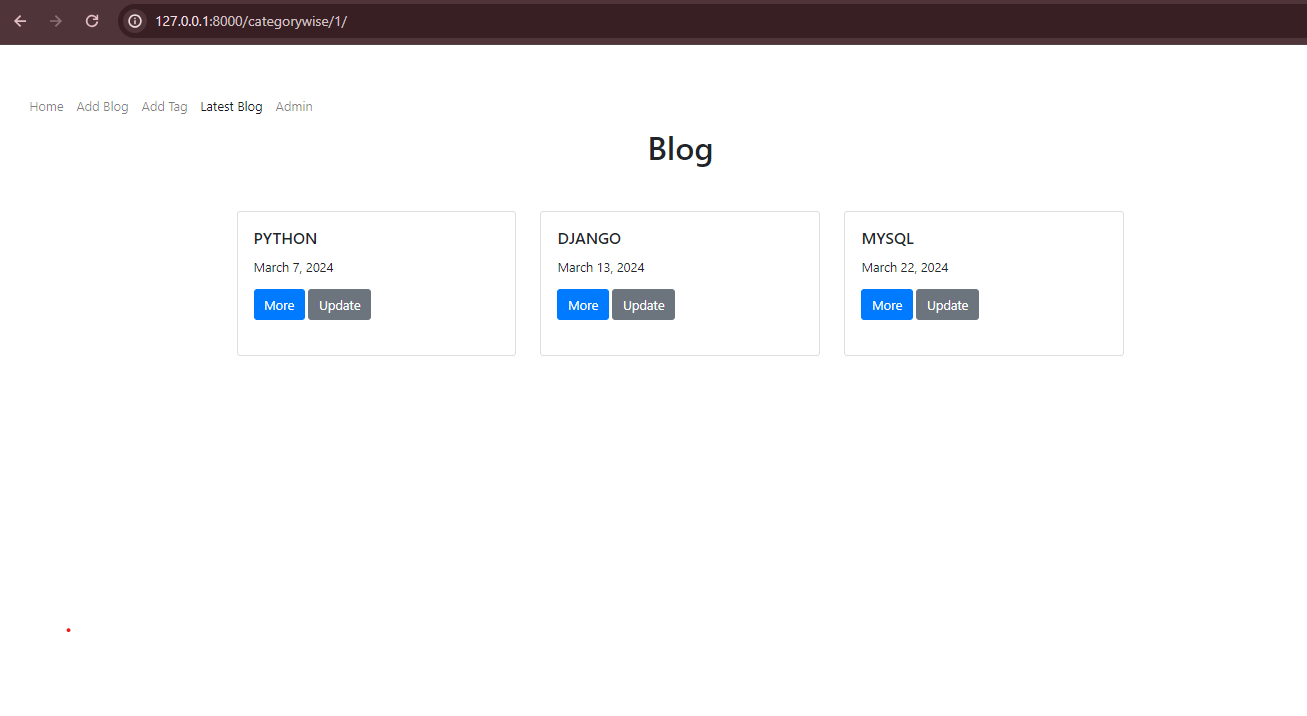 127.0.0.1:8000/categorywise/1/
Home Add Blog Add Tag Latest Blog Admin
Blog
PYTHON
March 7, 2024
More Update
DJANGO
March 13, 2024
More Update
MYSQL
March 22, 2024
More Update